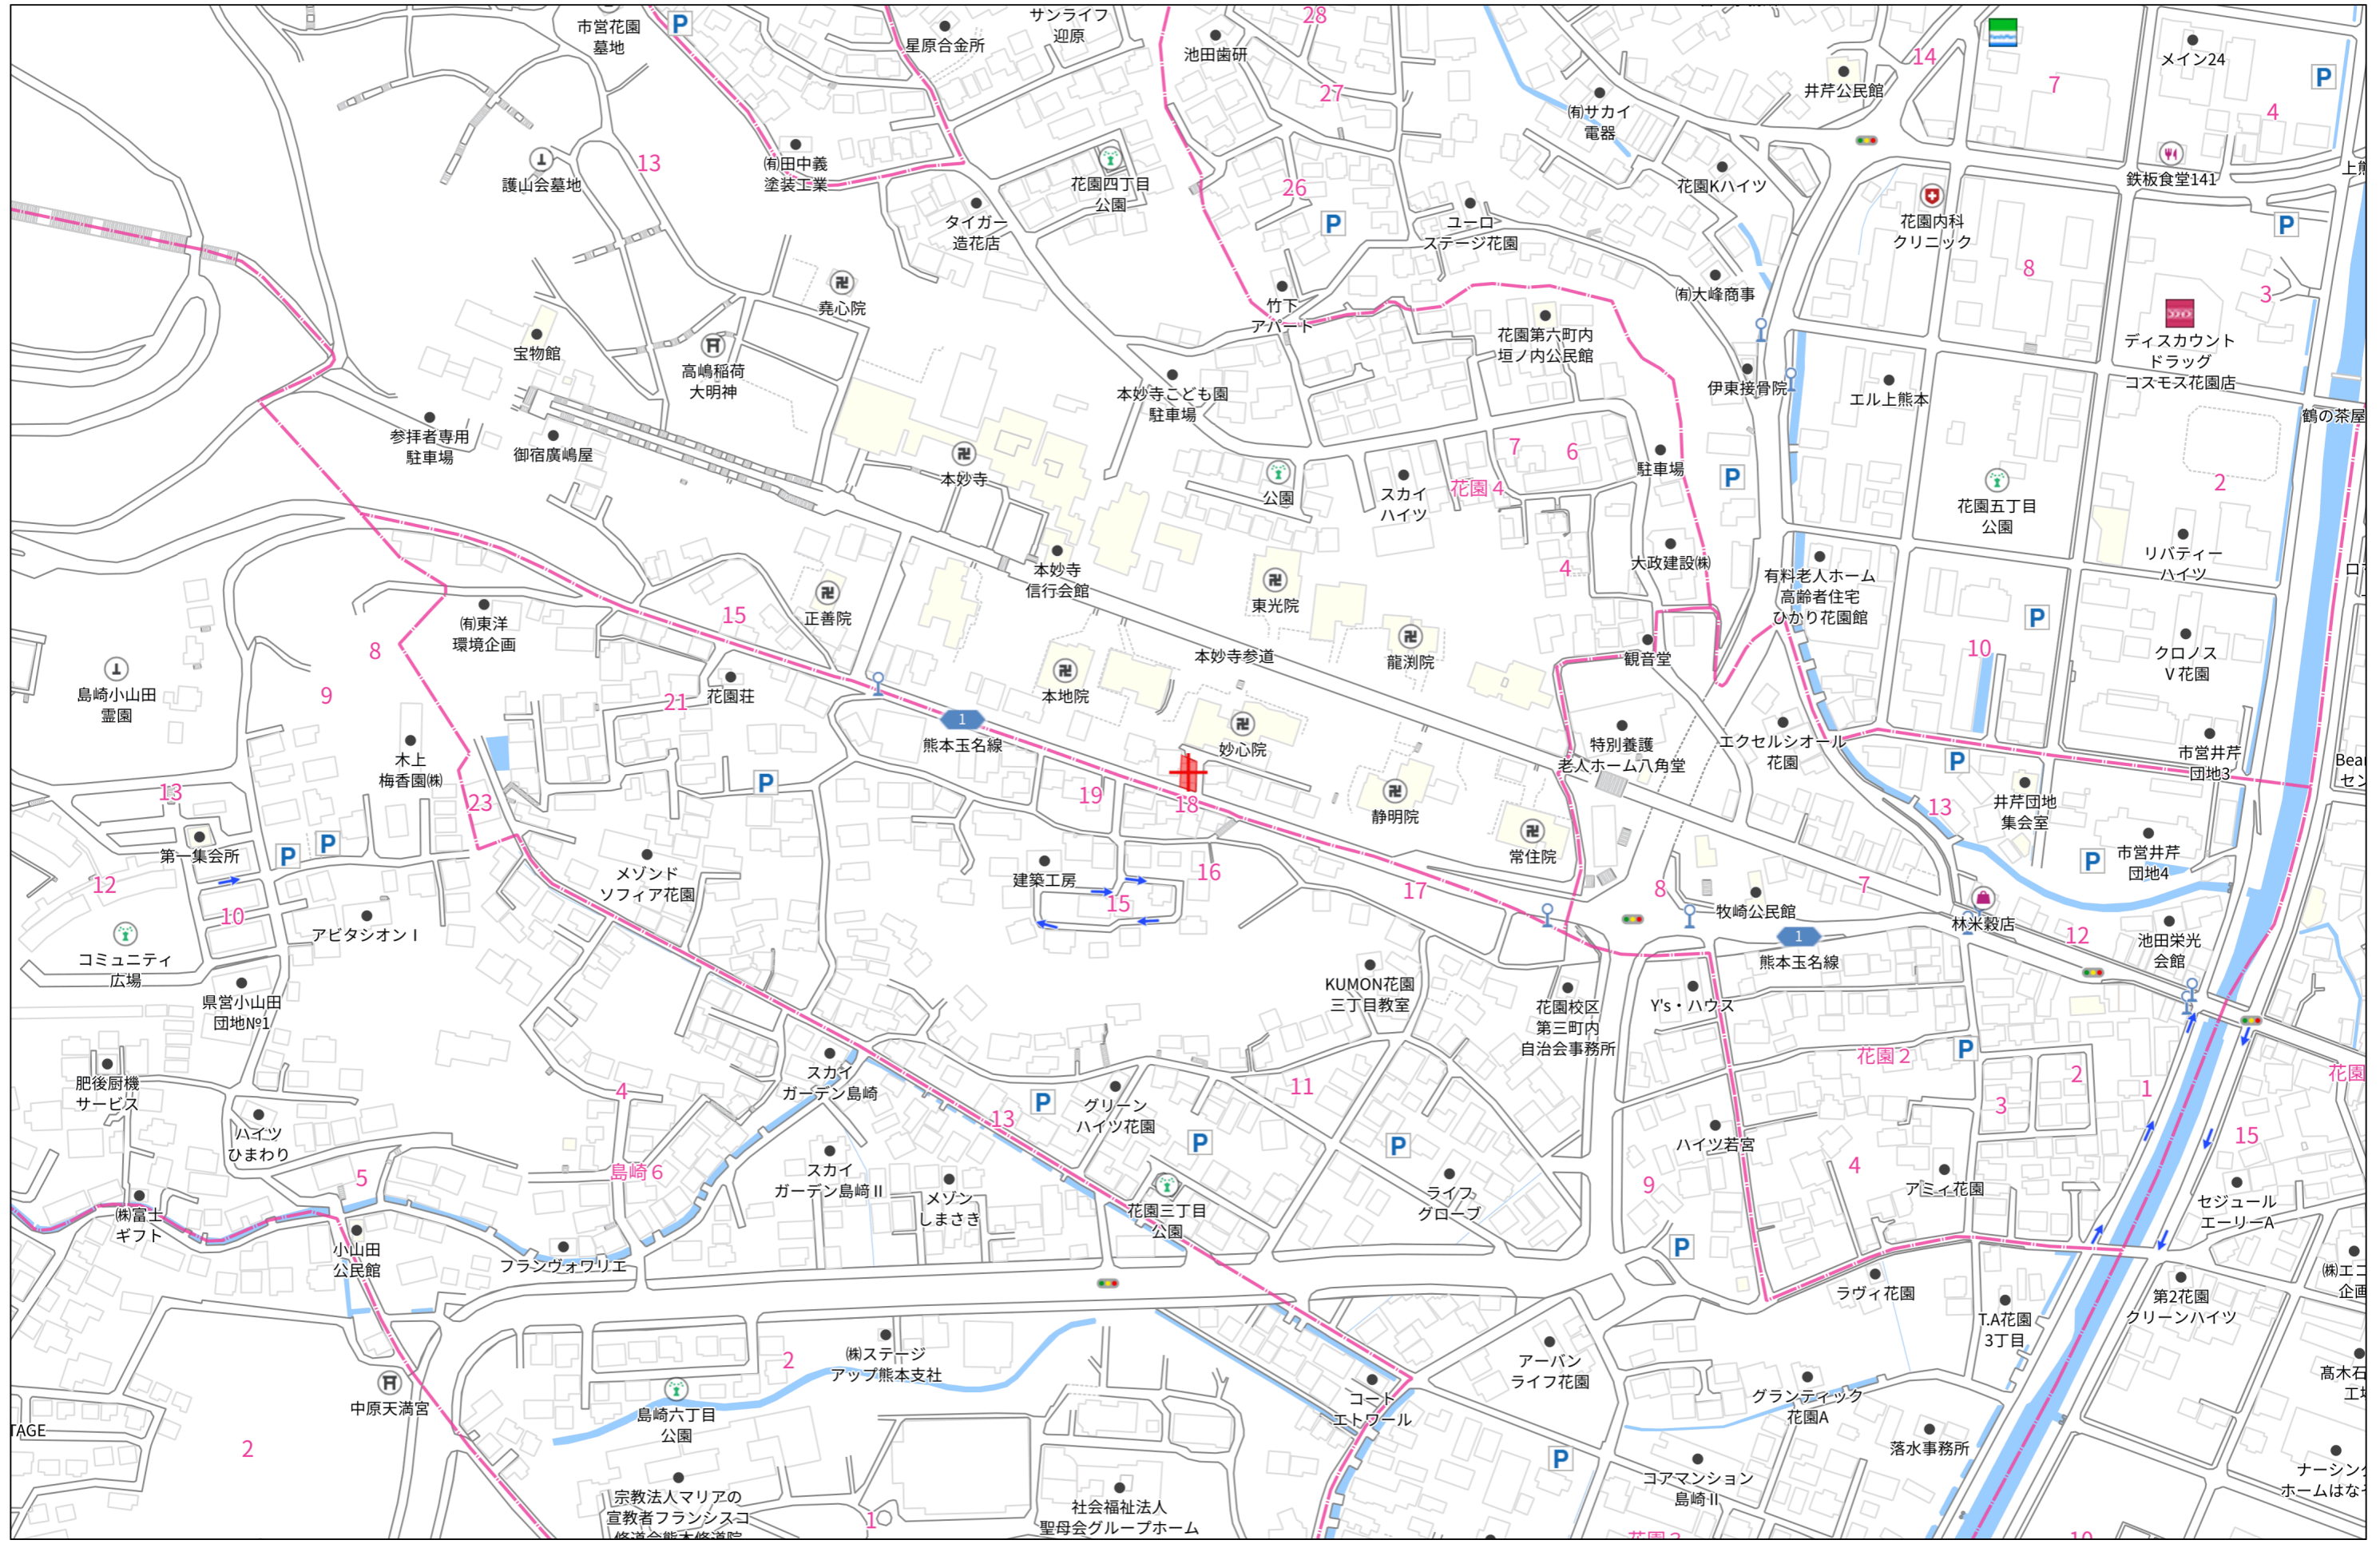 市営花園
墓地
P
星原合金所
サンライフ
迎原
池田歯研
28
27
㈲サカイ
電器
井芹公民館
14
7
メイン24
P
4
13
護山会墓地
㈲田中義
塗装工業
花園四丁目
公園
26
P
花園Kハイツ
鉄板食堂141
タイガー
造花店
ユーロ
ステージ花園
花園内科
クリニック
P
8
3
堯心院
竹下
アパート
㈲大峰商事
宝物館
高嶋稲荷
大明神
花園第六町内
垣ノ内公民館
ディスカウント
ドラッグ
コスモス花園店
本妙寺こども園
駐車場
伊東接骨院
エル上熊本
鶴の茶屋
参拝者専用
駐車場
御宿廣嶋屋
本妙寺
公園
スカイ
ハイツ
花園4
7
6
駐車場
P
2
花園五丁目
公園
リバティー
ハイツ
本妙寺
信行会館
4
大政建設㈱
有料老人ホーム
高齢者住宅
ひかり花園館
東光院
15
正善院
㈲東洋
環境企画
8
P
10
クロノス
Ⅴ花園
本妙寺参道
龍渕院
観音堂
島崎小山田
霊園
9
21
花園荘
本地院
1
熊本玉名線
妙心院
特別養護
老人ホーム八角堂
エクセルシオール
花園
市営井芹
団地3
木上
梅香園㈱
23
P
19
18
静明院
P
井芹団地
集会室
13
13
第一集会所
P
P
常住院
市営井芹
団地4
P
12
メゾンド
ソフィア花園
建築工房
16
15
17
8
7
牧崎公民館
林米穀店
10
アビタシオンⅠ
コミュニティ
広場
1
熊本玉名線
12
池田栄光
会館
県営小山田
団地№1
KUMON花園
三丁目教室
花園校区
第三町内
自治会事務所
Y's・ハウス
花園2
P
肥後厨機
サービス
スカイ
ガーデン島崎
4
P
グリーン
ハイツ花園
11
2
1
3
13
P
P
ハイツ
ひまわり
ハイツ若宮
15
5
島崎6
スカイ
ガーデン島崎Ⅱ
メゾン
しまさき
花園三丁目
公園
ライフ
グローブ
9
4
アミィ花園
セジュール
エーリーA
㈱富士
ギフト
小山田
公民館
フランヴォワリエ
P
ラヴィ花園
T.A花園
3丁目
第2花園
グリーンハイツ
2
㈱ステージ
アップ熊本支社
アーバン
ライフ花園
中原天満宮
島崎六丁目
公園
コート
エトワール
グランティック
花園A
2
P
落水事務所
コアマンション
島崎Ⅱ
宗教法人マリアの
宣教者フランシスコ
1
社会福祉法人
聖母会グループホーム